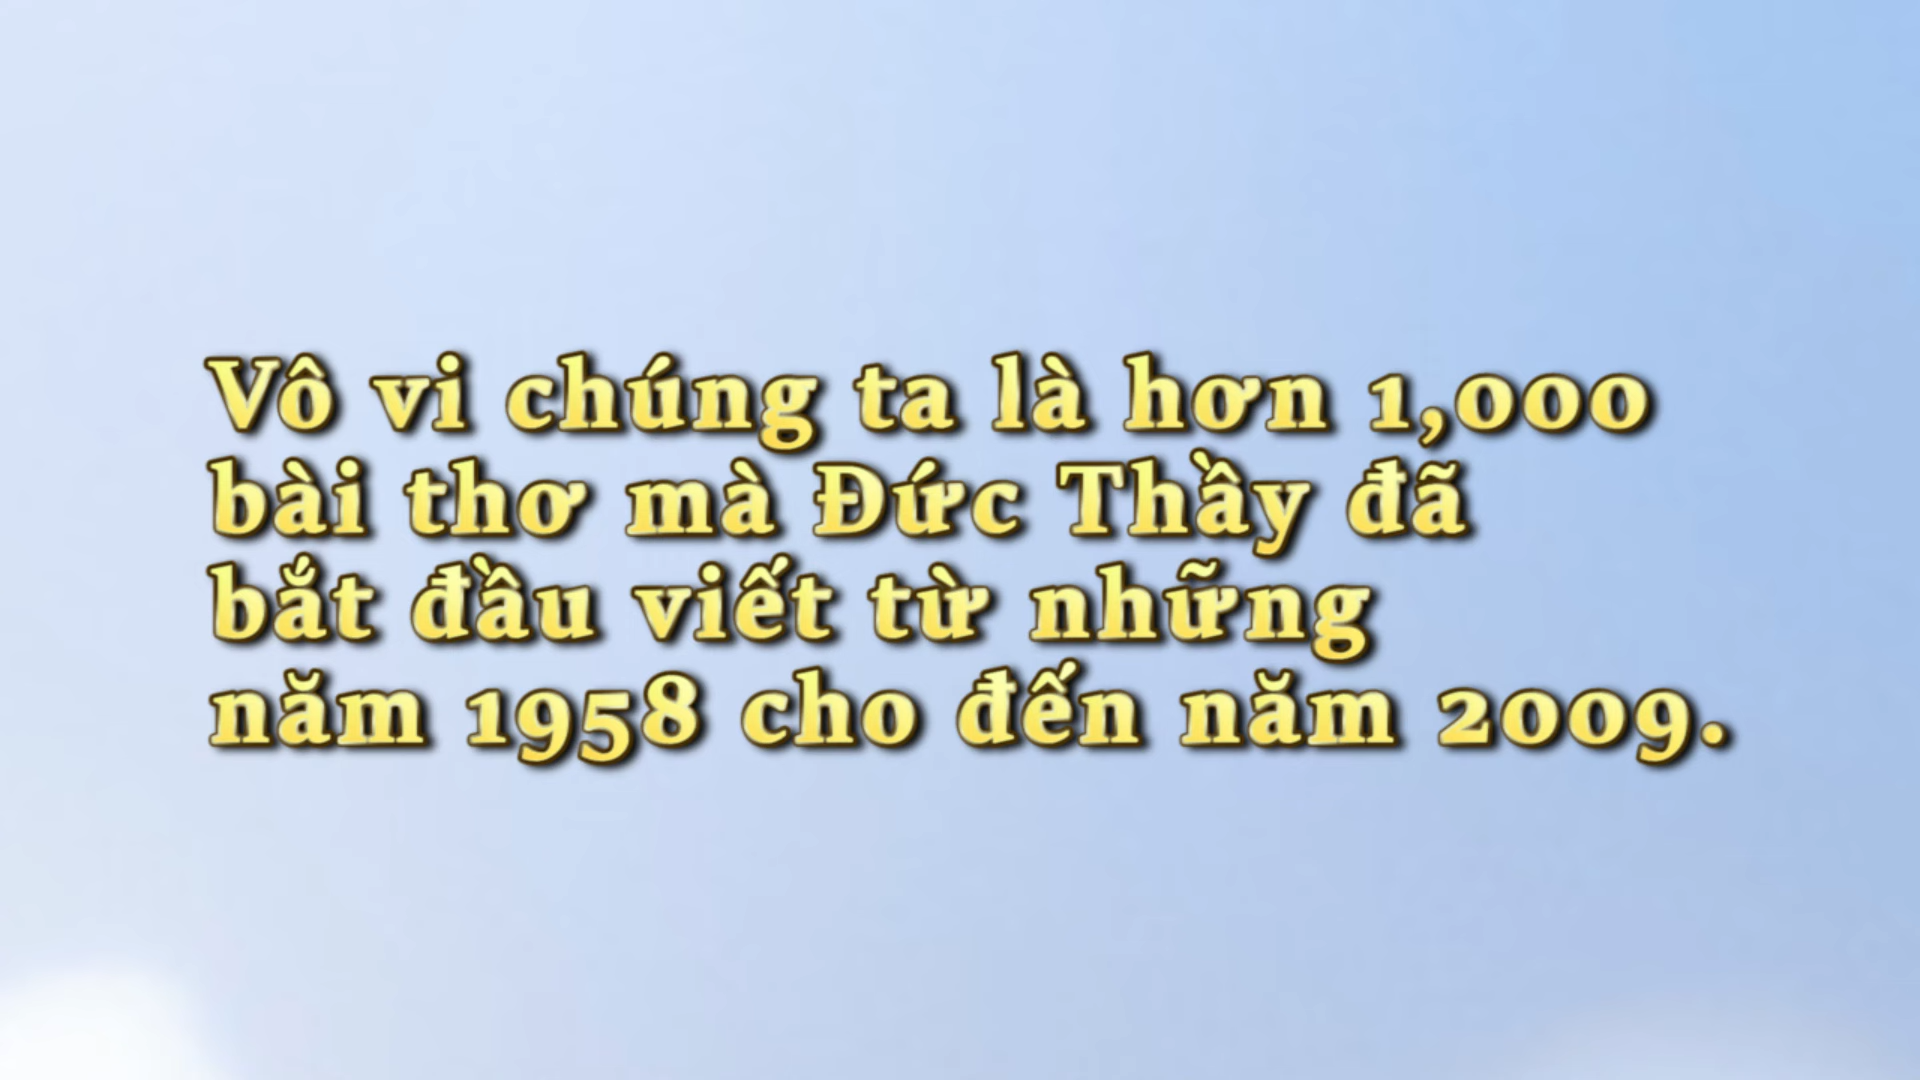 Vô vi chúng ta là hơn 1,000
bài thơ mà Đức Thầy đã
bắt đầu viết từ những
năm 1958 cho đến năm 2009.